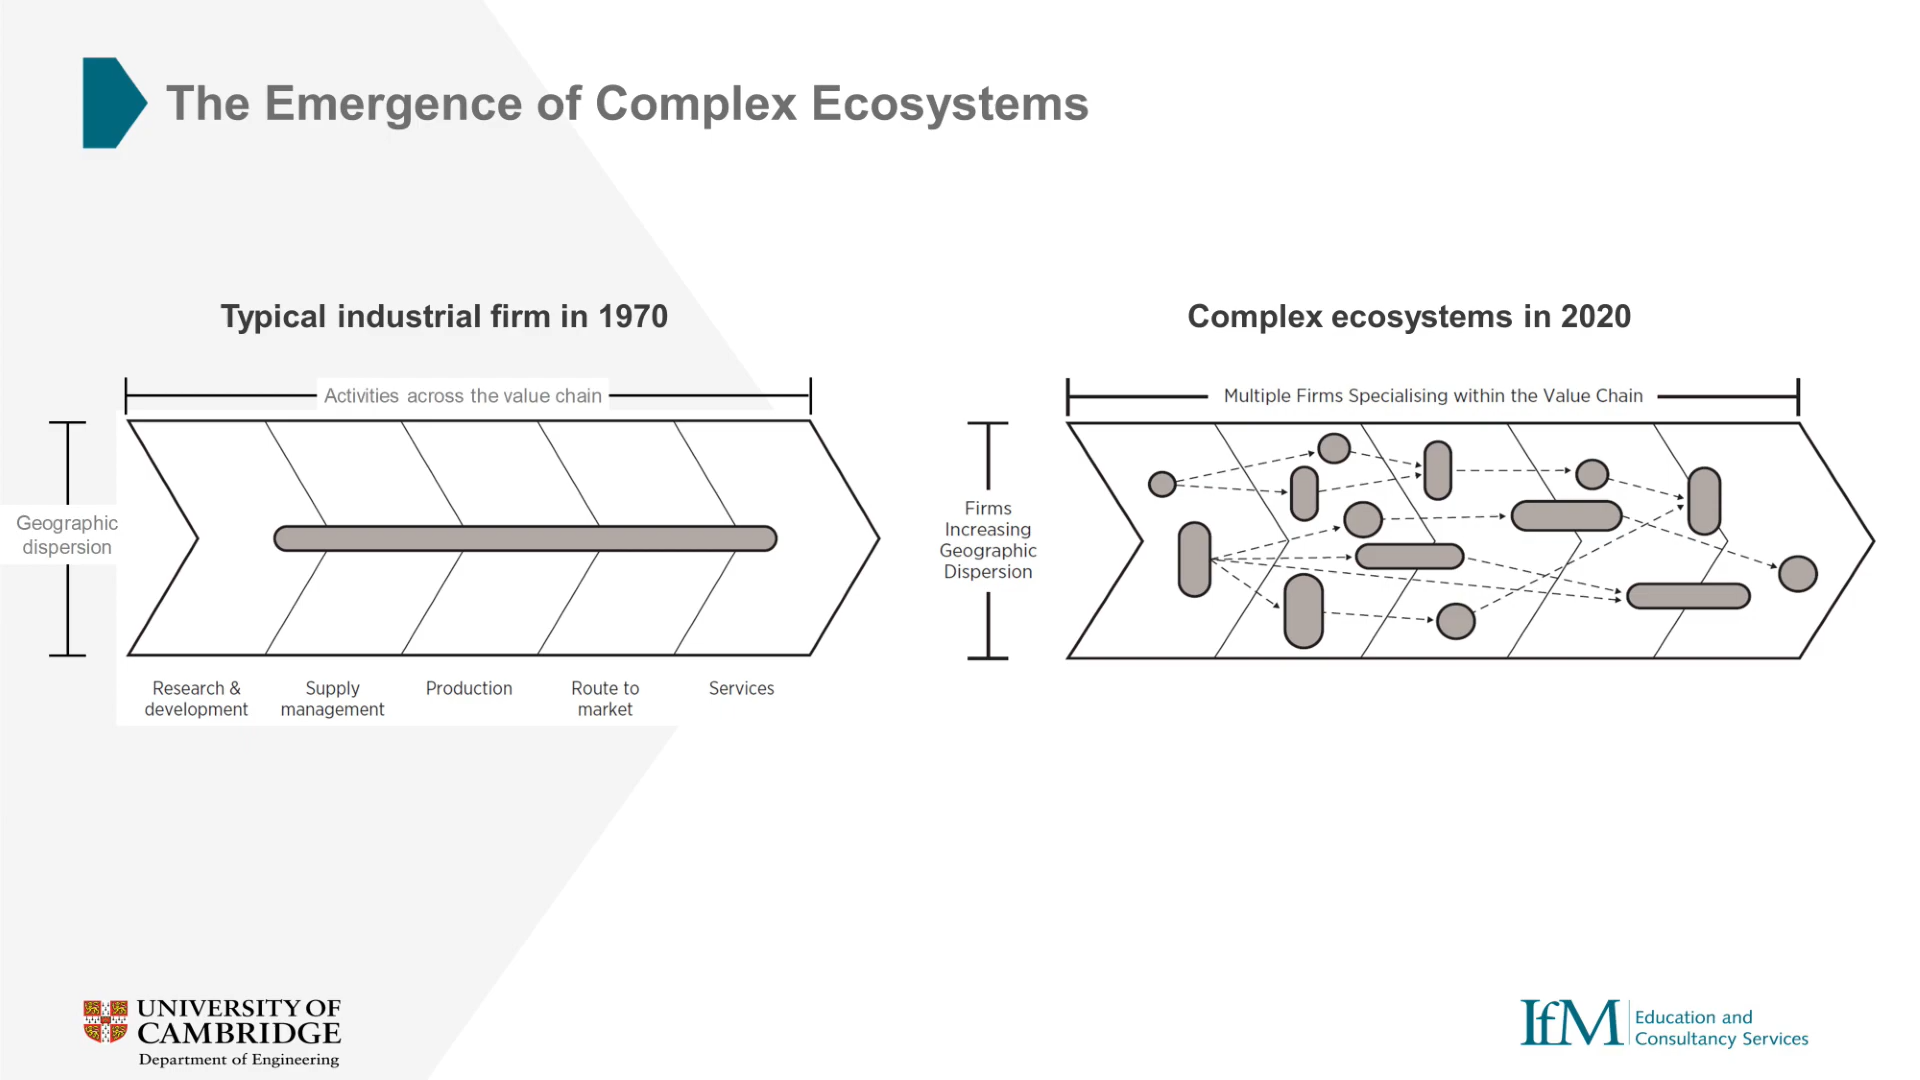 The Emergence of Complex Ecosystems
Typical industrial firm in 1970
Activities across the value chain
Geographic
dispersion
Research &
development
Supply
management
Production
Route to
market
Services
Complex ecosystems in 2020
Multiple Firms Specialising within the Value Chain
Firms
Increasing
Geographic
Dispersion
UNIVERSITY OF
CAMBRIDGE
Department of Engineering
IfM
Education and
Consultancy Services